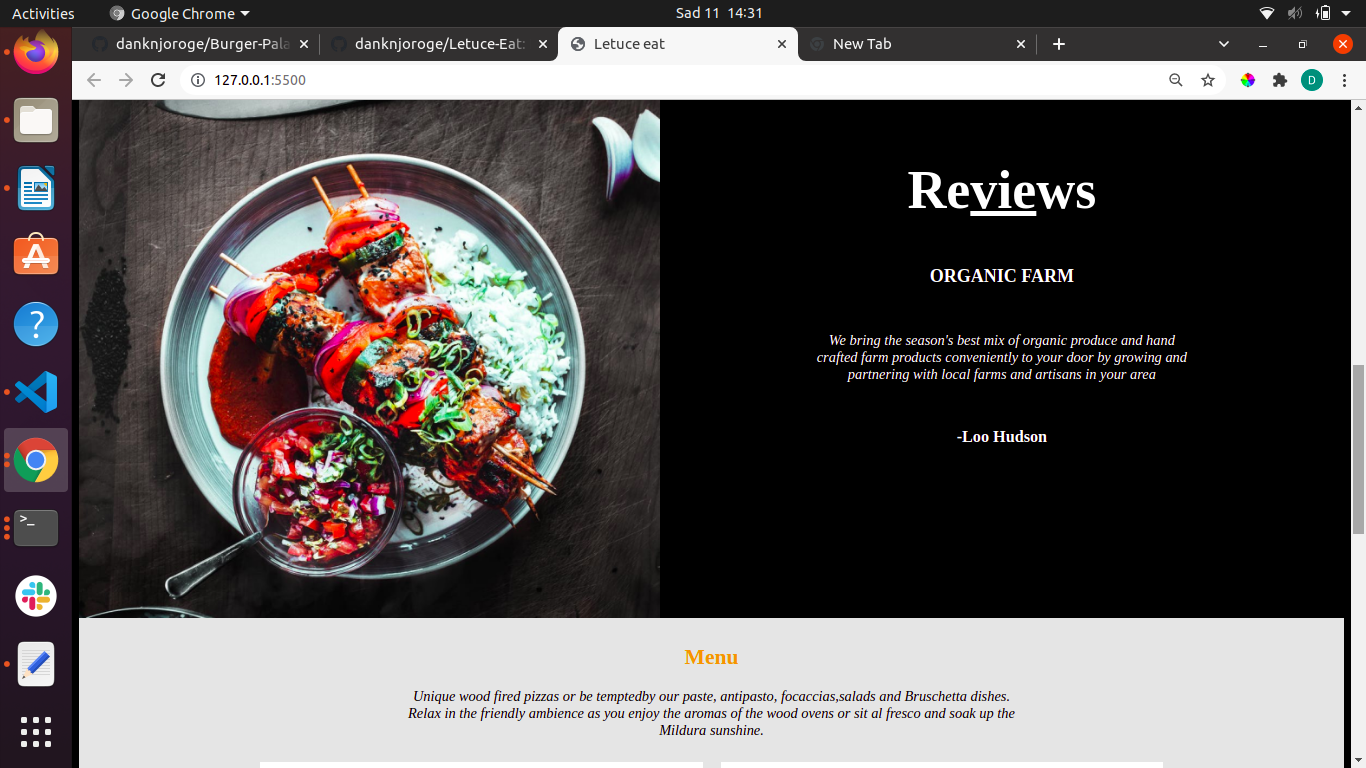 Activities
Google Chrome
Sad 11 14:31
danknjoroge/Burger-Pala
danknjoroge/Letuce-Eat:
Letuce eat
New Tab
127.0.0.1:5500
D
Reviews
ORGANIC FARM
We bring the season's best mix of organic produce and hand
crafted farm products conveniently to your door by growing and
partnering with local farms and artisans in your area
-Loo Hudson
Menu
Unique wood fired pizzas or be temptedby our paste, antipasto, focaccias,salads and Bruschetta dishes.
Relax in the friendly ambience as you enjoy the aromas of the wood ovens or sit al fresco and soak up the
Mildura sunshine.